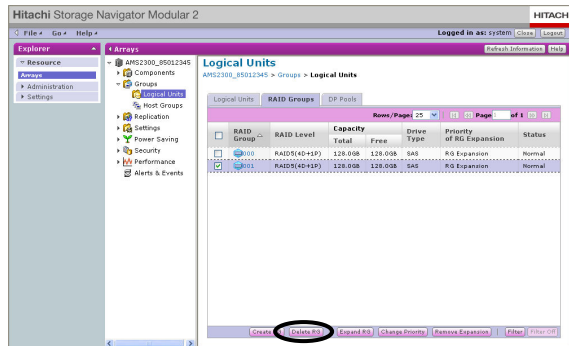 Hitachi Storage Navigator Modular 2
HITACHI
File Go Help
Logged in as: system Close Logout
Explorer
Resource
Arrays
Administration
Settings
Arrays
AMS2300_85012345
Components
Groups
Logical Units
Host Groups
Replication
Settings
Power Saving
Security
Performance
Alerts & Events
Refresh Information Help
Logical Units
AMS2300_85012345 > Groups > Logical Units
Logical Units RAID Groups DP Pools
Rows/Page: 25 Page 1 of 1
RAID Group RAID Level Capacity Total Free Drive Type Priority of RG Expansion Status
000 RAID5(4D+1P) 128.0GB 128.0GB SAS RG Expansion Normal
001 RAID5(4D+1P) 128.0GB 128.0GB SAS RG Expansion Normal
Create Delete RG Expand RG Change Priority Remove Expansion Filter Filter Off